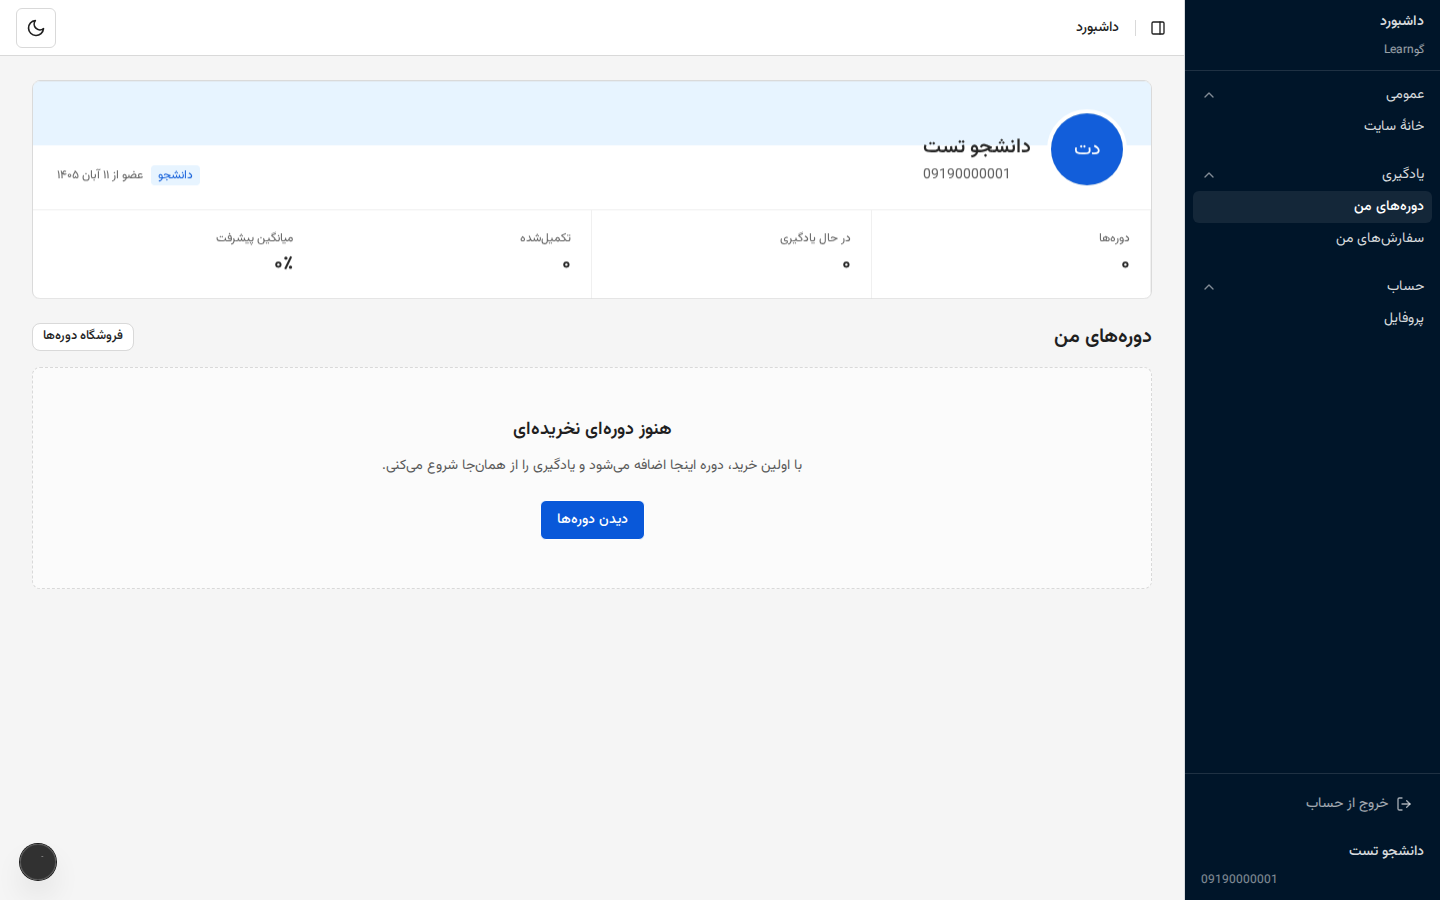 داشبورد
گوLearn
عمومی
خانهٔ سایت
یادگیری
دوره‌های من
سفارش‌های من
حساب
پروفایل
خروج از حساب
دانشجو تست
09190000001
داشبورد
دت
دانشجو تست
09190000001
دانشجو
عضو از ۱۱ آبان ۱۴۰۵
دوره‌ها
۰
در حال یادگیری
۰
تکمیل‌شده
۰
میانگین پیشرفت
۰٪
دوره‌های من
فروشگاه دوره‌ها
هنوز دوره‌ای نخریده‌ای
با اولین خرید، دوره اینجا اضافه می‌شود و یادگیری را از همان‌جا شروع می‌کنی.
دیدن دوره‌ها